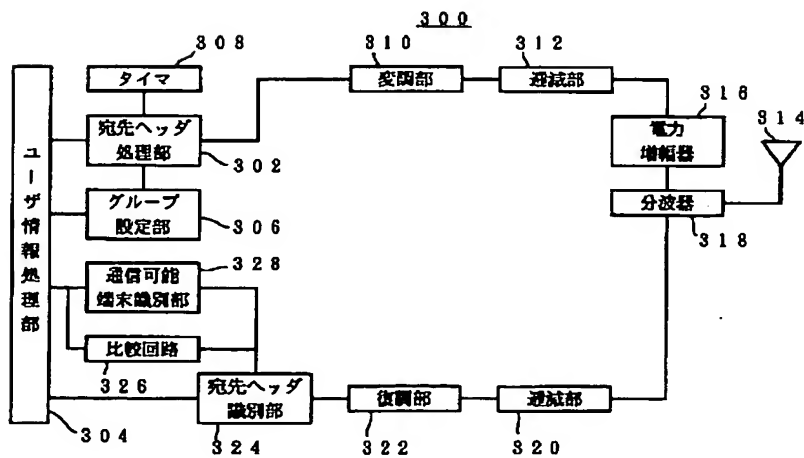 ３００
３０８
３１０
３１２
タイマ
変調部
逓減部
３１６
３１４
宛先ヘッダ
処理部
３０２
電力
増幅器
グループ
設定部
３０６
分波器
３１８
ユーザ情報処理部
３２８
通信可能
端末識別部
比較回路
３２６
宛先ヘッダ
識別部
復調部
逓減部
３０４
３２４
３２２
３２０